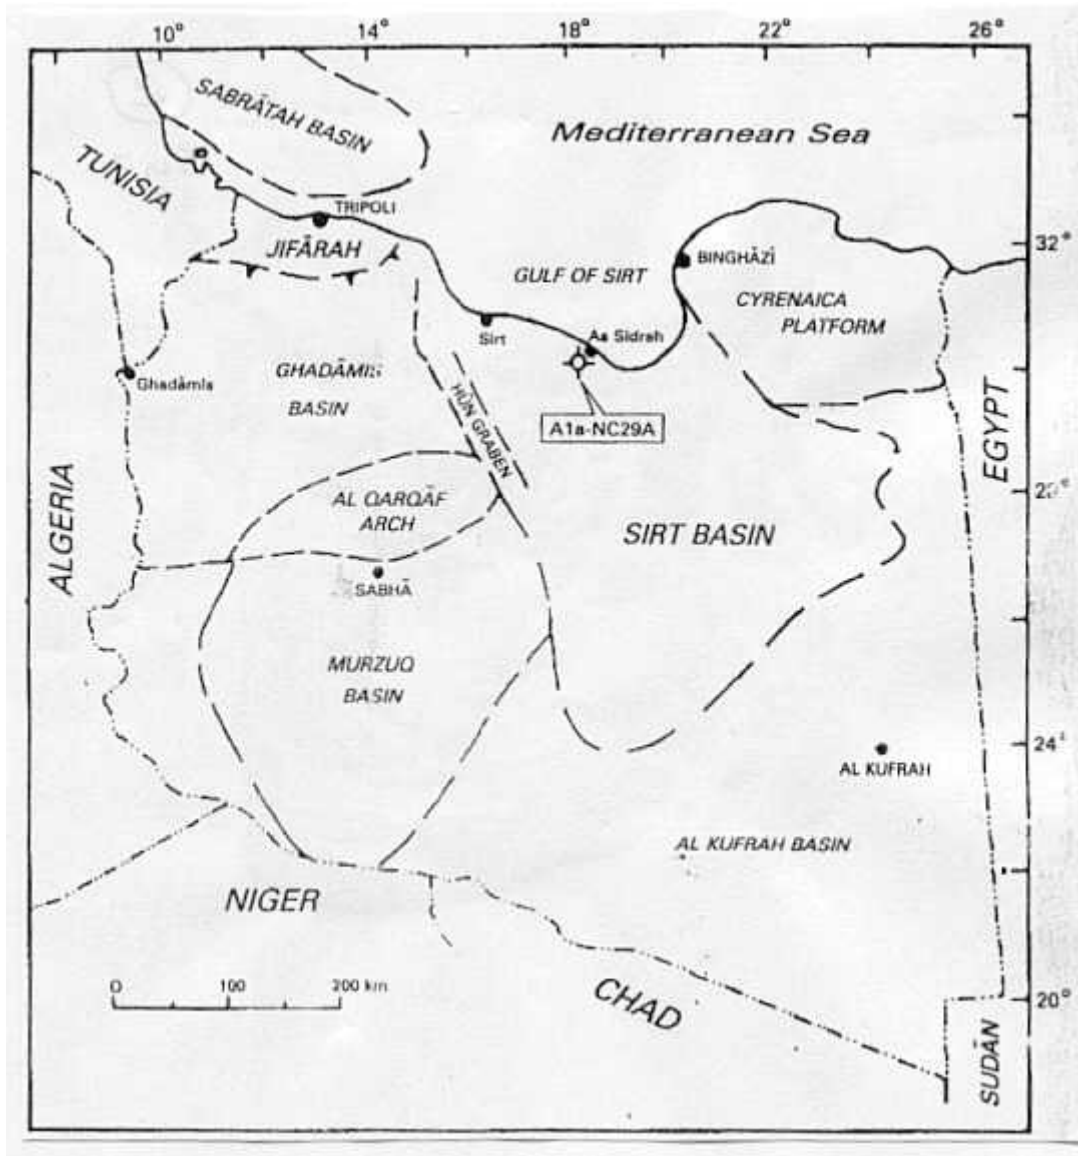 10° 14° 18° 22° 26°
SABRĀTAH BASIN
Mediterranean Sea
TUNISIA
TRIPOLI
32°
JIFĀRAH
BINGHĀZĪ
GULF OF SIRT
CYRENAICA
PLATFORM
Sirt
As Sidrah
GHADĀMIS
BASIN
Ghadāmis
HŪN GRABEN
A1a-NC29A
EGYPT
ALGERIA
AL QARQĀF
ARCH
SIRT BASIN
SABHĀ
MURZUQ
BASIN
24°
AL KUFRAH
AL KUFRAH BASIN
NIGER
0 100 200 km
CHAD
20°
SUDĀN